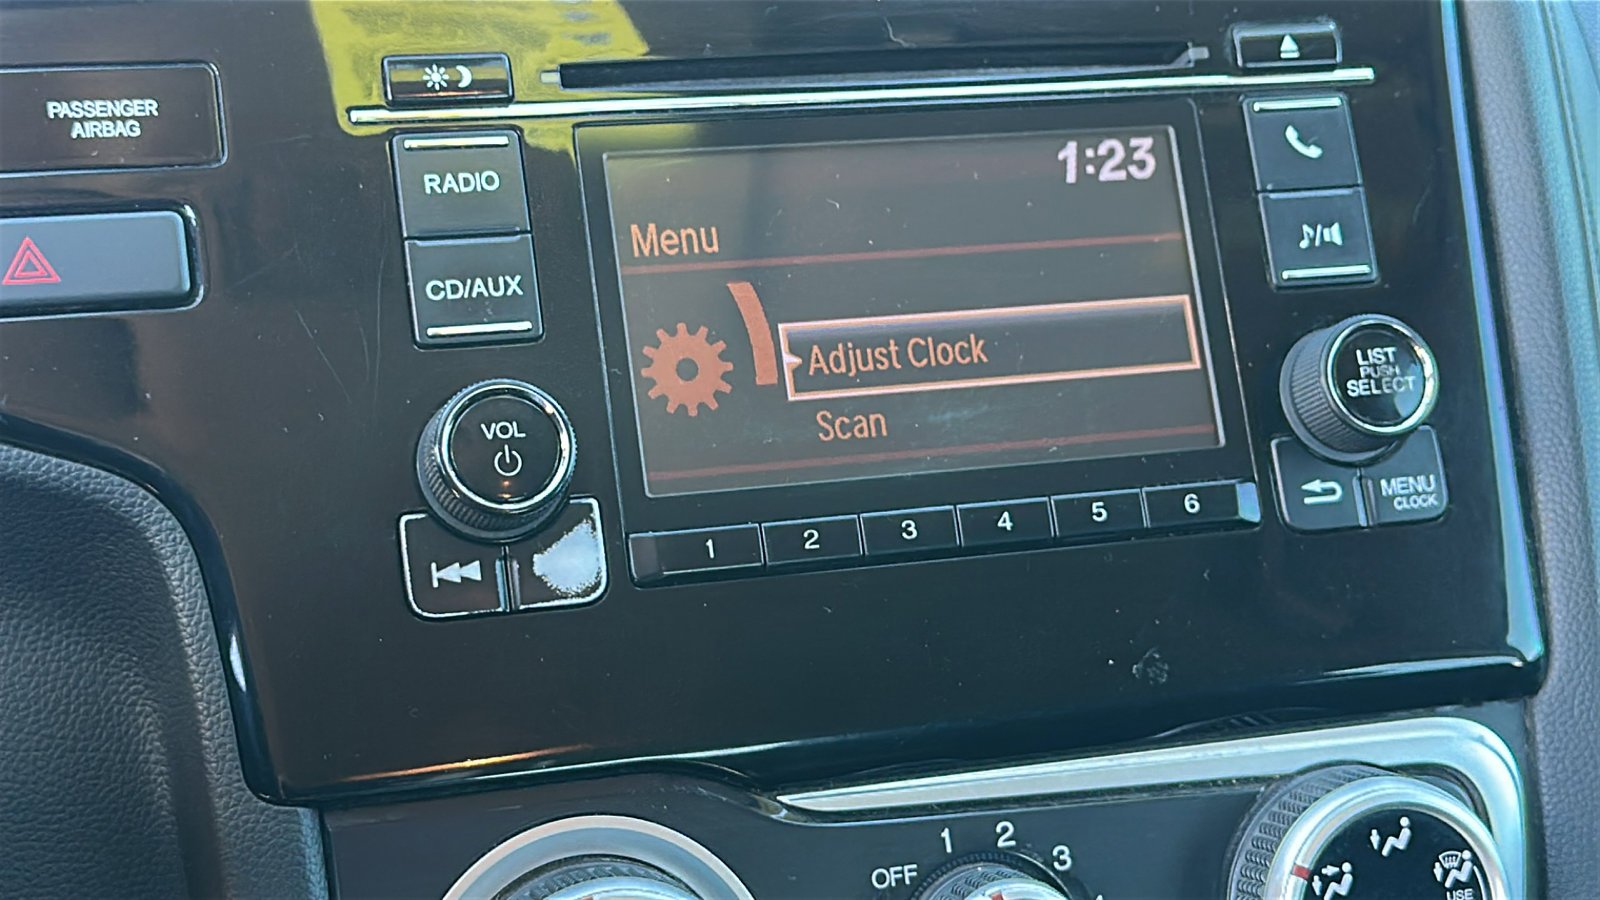 PASSENGER
AIRBAG
RADIO
CD/AUX
VOL
1:23
Menu
Adjust Clock
Scan
LIST
PUSH
SELECT
MENU
CLOCK
1 2 3 4 5 6
OFF 1 2 3
USE